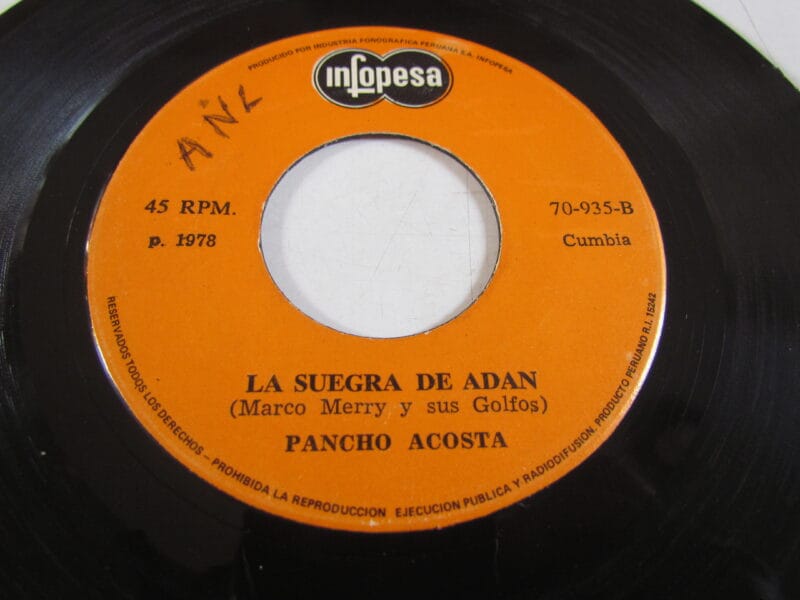 PRODUCIDO POR INDUSTRIA FONOGRAFICA PERUANA S.A. INFOPESA
infopesa
AÑL
45 RPM.
p. 1978
70-935-B
Cumbia
LA SUEGRA DE ADAN
(Marco Merry y sus Golfos)
PANCHO ACOSTA
RESERVADOS TODOS LOS DERECHOS – PROHIBIDA LA REPRODUCCION EJECUCION PUBLICA Y RADIODIFUSION. PRODUCTO PERUANO R.I. 15242